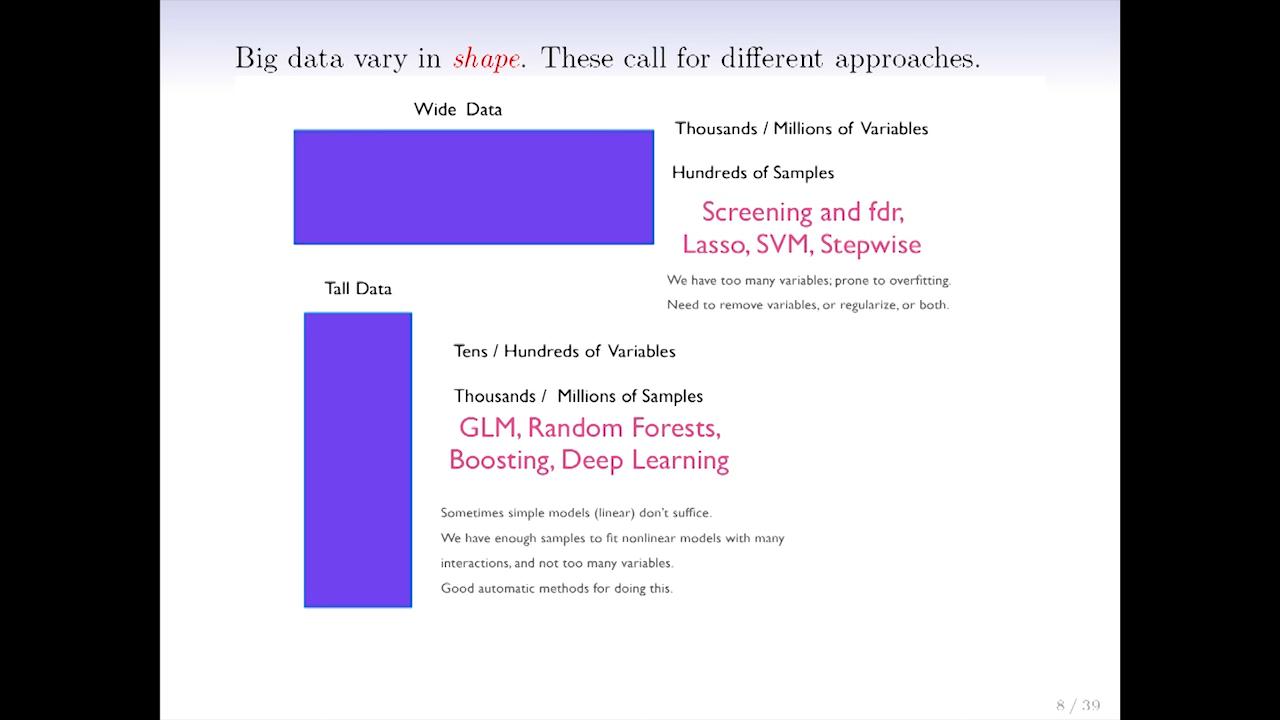 Big data vary in shape. These call for different approaches.
Wide Data
Thousands / Millions of Variables
Hundreds of Samples
Screening and fdr,
Lasso, SVM, Stepwise
We have too many variables; prone to overfitting.
Need to remove variables, or regularize, or both.
Tall Data
Tens / Hundreds of Variables
Thousands / Millions of Samples
GLM, Random Forests,
Boosting, Deep Learning
Sometimes simple models (linear) don't suffice.
We have enough samples to fit nonlinear models with many
interactions, and not too many variables.
Good automatic methods for doing this.
8 / 39